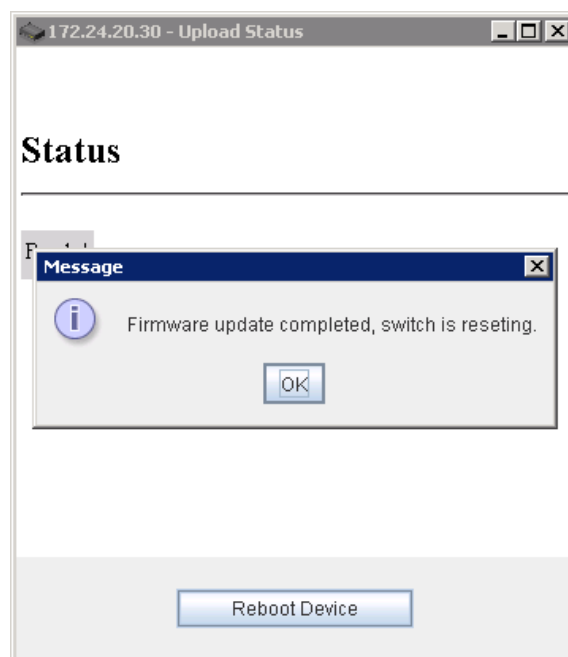 172.24.20.30 - Upload Status
Status
Message
Firmware update completed, switch is reseting.
OK
Reboot Device